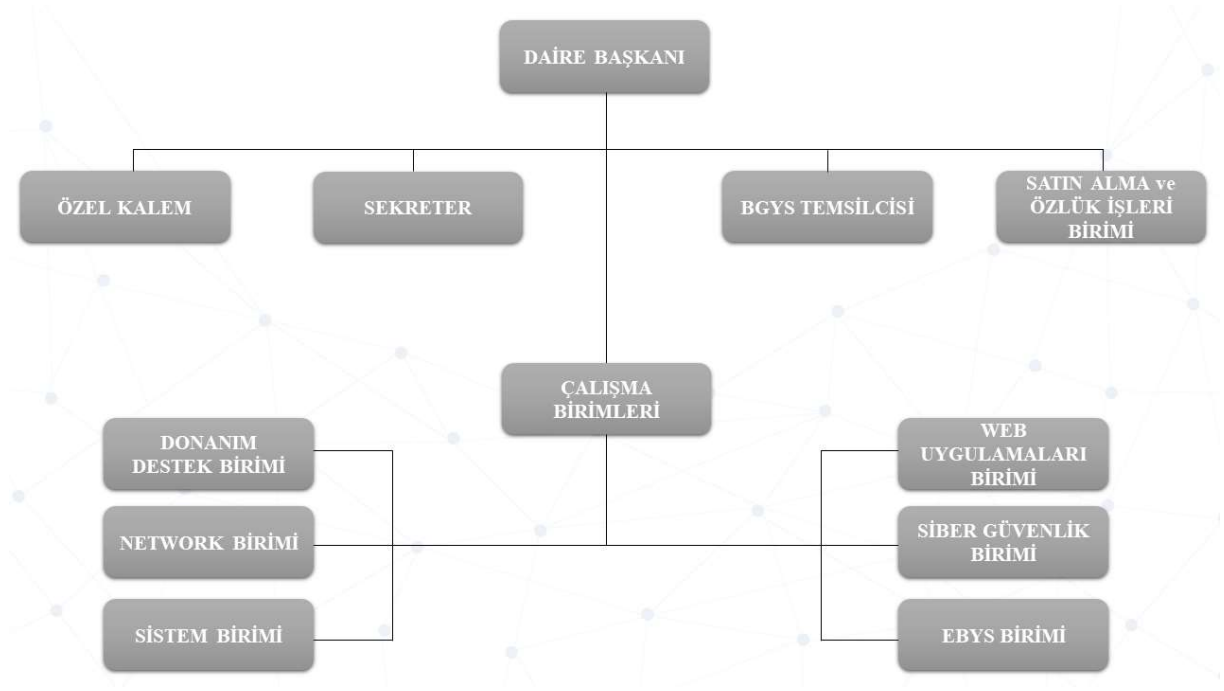 DAİRE BAŞKANI
ÖZEL KALEM
SEKRETER
BGYS TEMSİLCİSİ
SATIN ALMA ve
ÖZLÜK İŞLERİ
BİRİMİ
ÇALIŞMA
BİRİMLERİ
DONANIM
DESTEK BİRİMİ
NETWORK BİRİMİ
SİSTEM BİRİMİ
WEB
UYGULAMALARI
BİRİMİ
SİBER GÜVENLİK
BİRİMİ
EBYS BİRİMİ